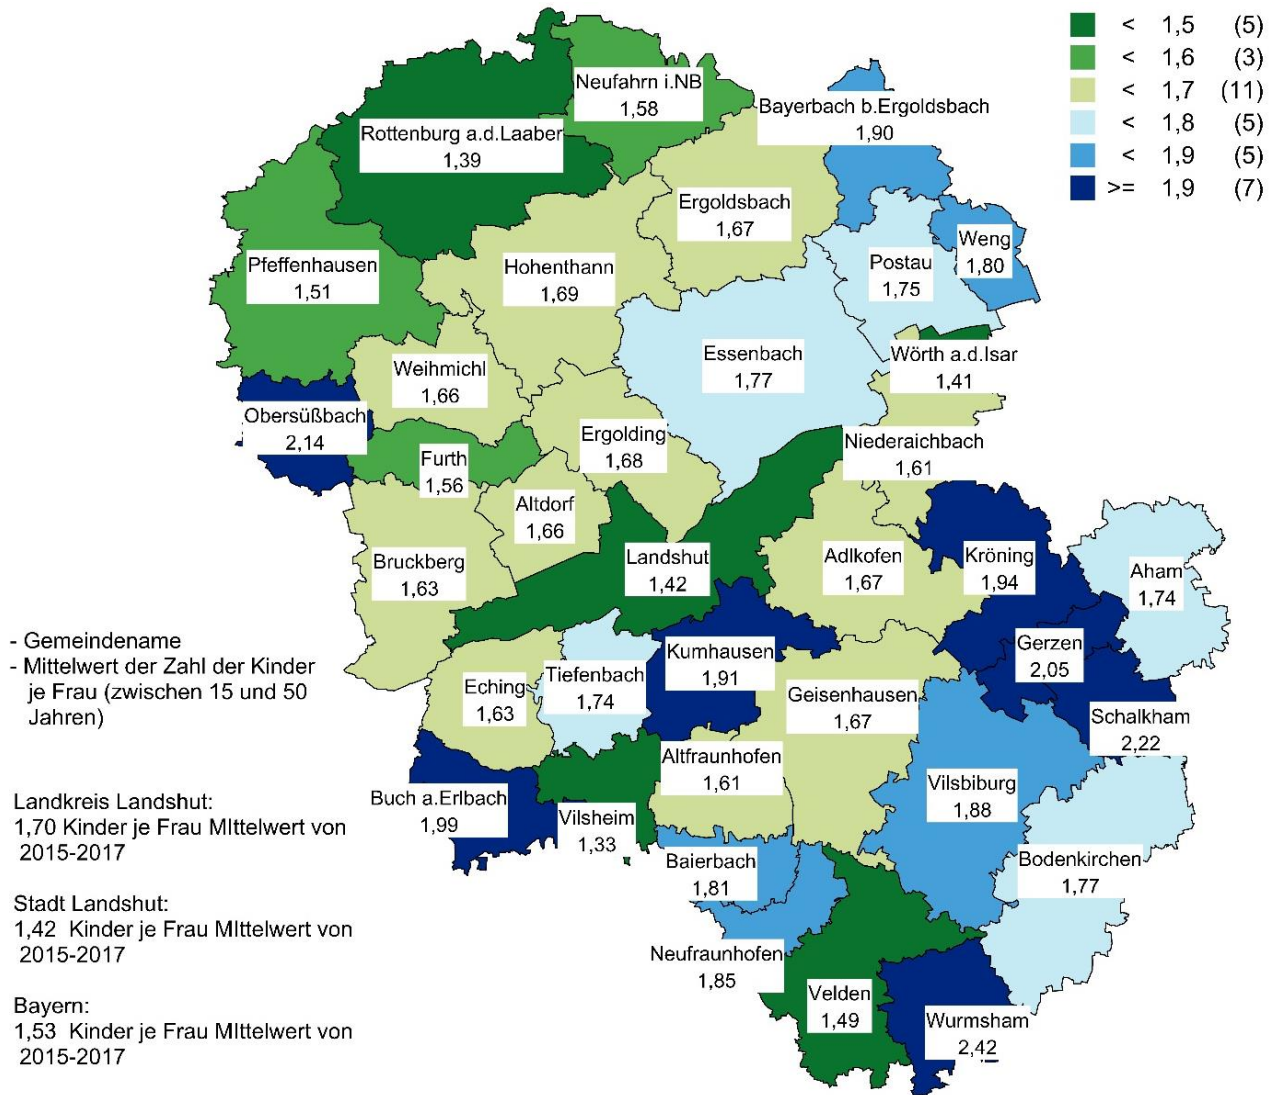 < 1,5 (5)
< 1,6 (3)
< 1,7 (11)
< 1,8 (5)
< 1,9 (5)
>= 1,9 (7)
Neufahrn i.NB
1,58
Bayerbach b.Ergoldsbach
1,90
Rottenburg a.d.Laaber
1,39
Ergoldsbach
1,67
Weng
1,80
Pfeffenhausen
1,51
Hohenthann
1,69
Postau
1,75
Essenbach
1,77
Wörth a.d.Isar
1,41
Weihmichl
1,66
Obersüßbach
2,14
Ergolding
1,68
Niederaichbach
1,61
Furth
1,56
Altdorf
1,66
Bruckberg
1,63
Landshut
1,42
Adlkofen
1,67
Kröning
1,94
Aham
1,74
- Gemeindename
- Mittelwert der Zahl der Kinder
je Frau (zwischen 15 und 50
Jahren)
Kumhausen
1,91
Gerzen
2,05
Eching
1,63
Tiefenbach
1,74
Geisenhausen
1,67
Schalkham
2,22
Altfraunhofen
1,61
Vilsbiburg
1,88
Buch a.Erlbach
1,99
Vilsheim
1,33
Landkreis Landshut:
1,70 Kinder je Frau MIttelwert von
2015-2017
Baierbach
1,81
Bodenkirchen
1,77
Stadt Landshut:
1,42 Kinder je Frau MIttelwert von
2015-2017
Neufraunhofen
1,85
Velden
1,49
Wurmsham
2,42
Bayern:
1,53 Kinder je Frau MIttelwert von
2015-2017